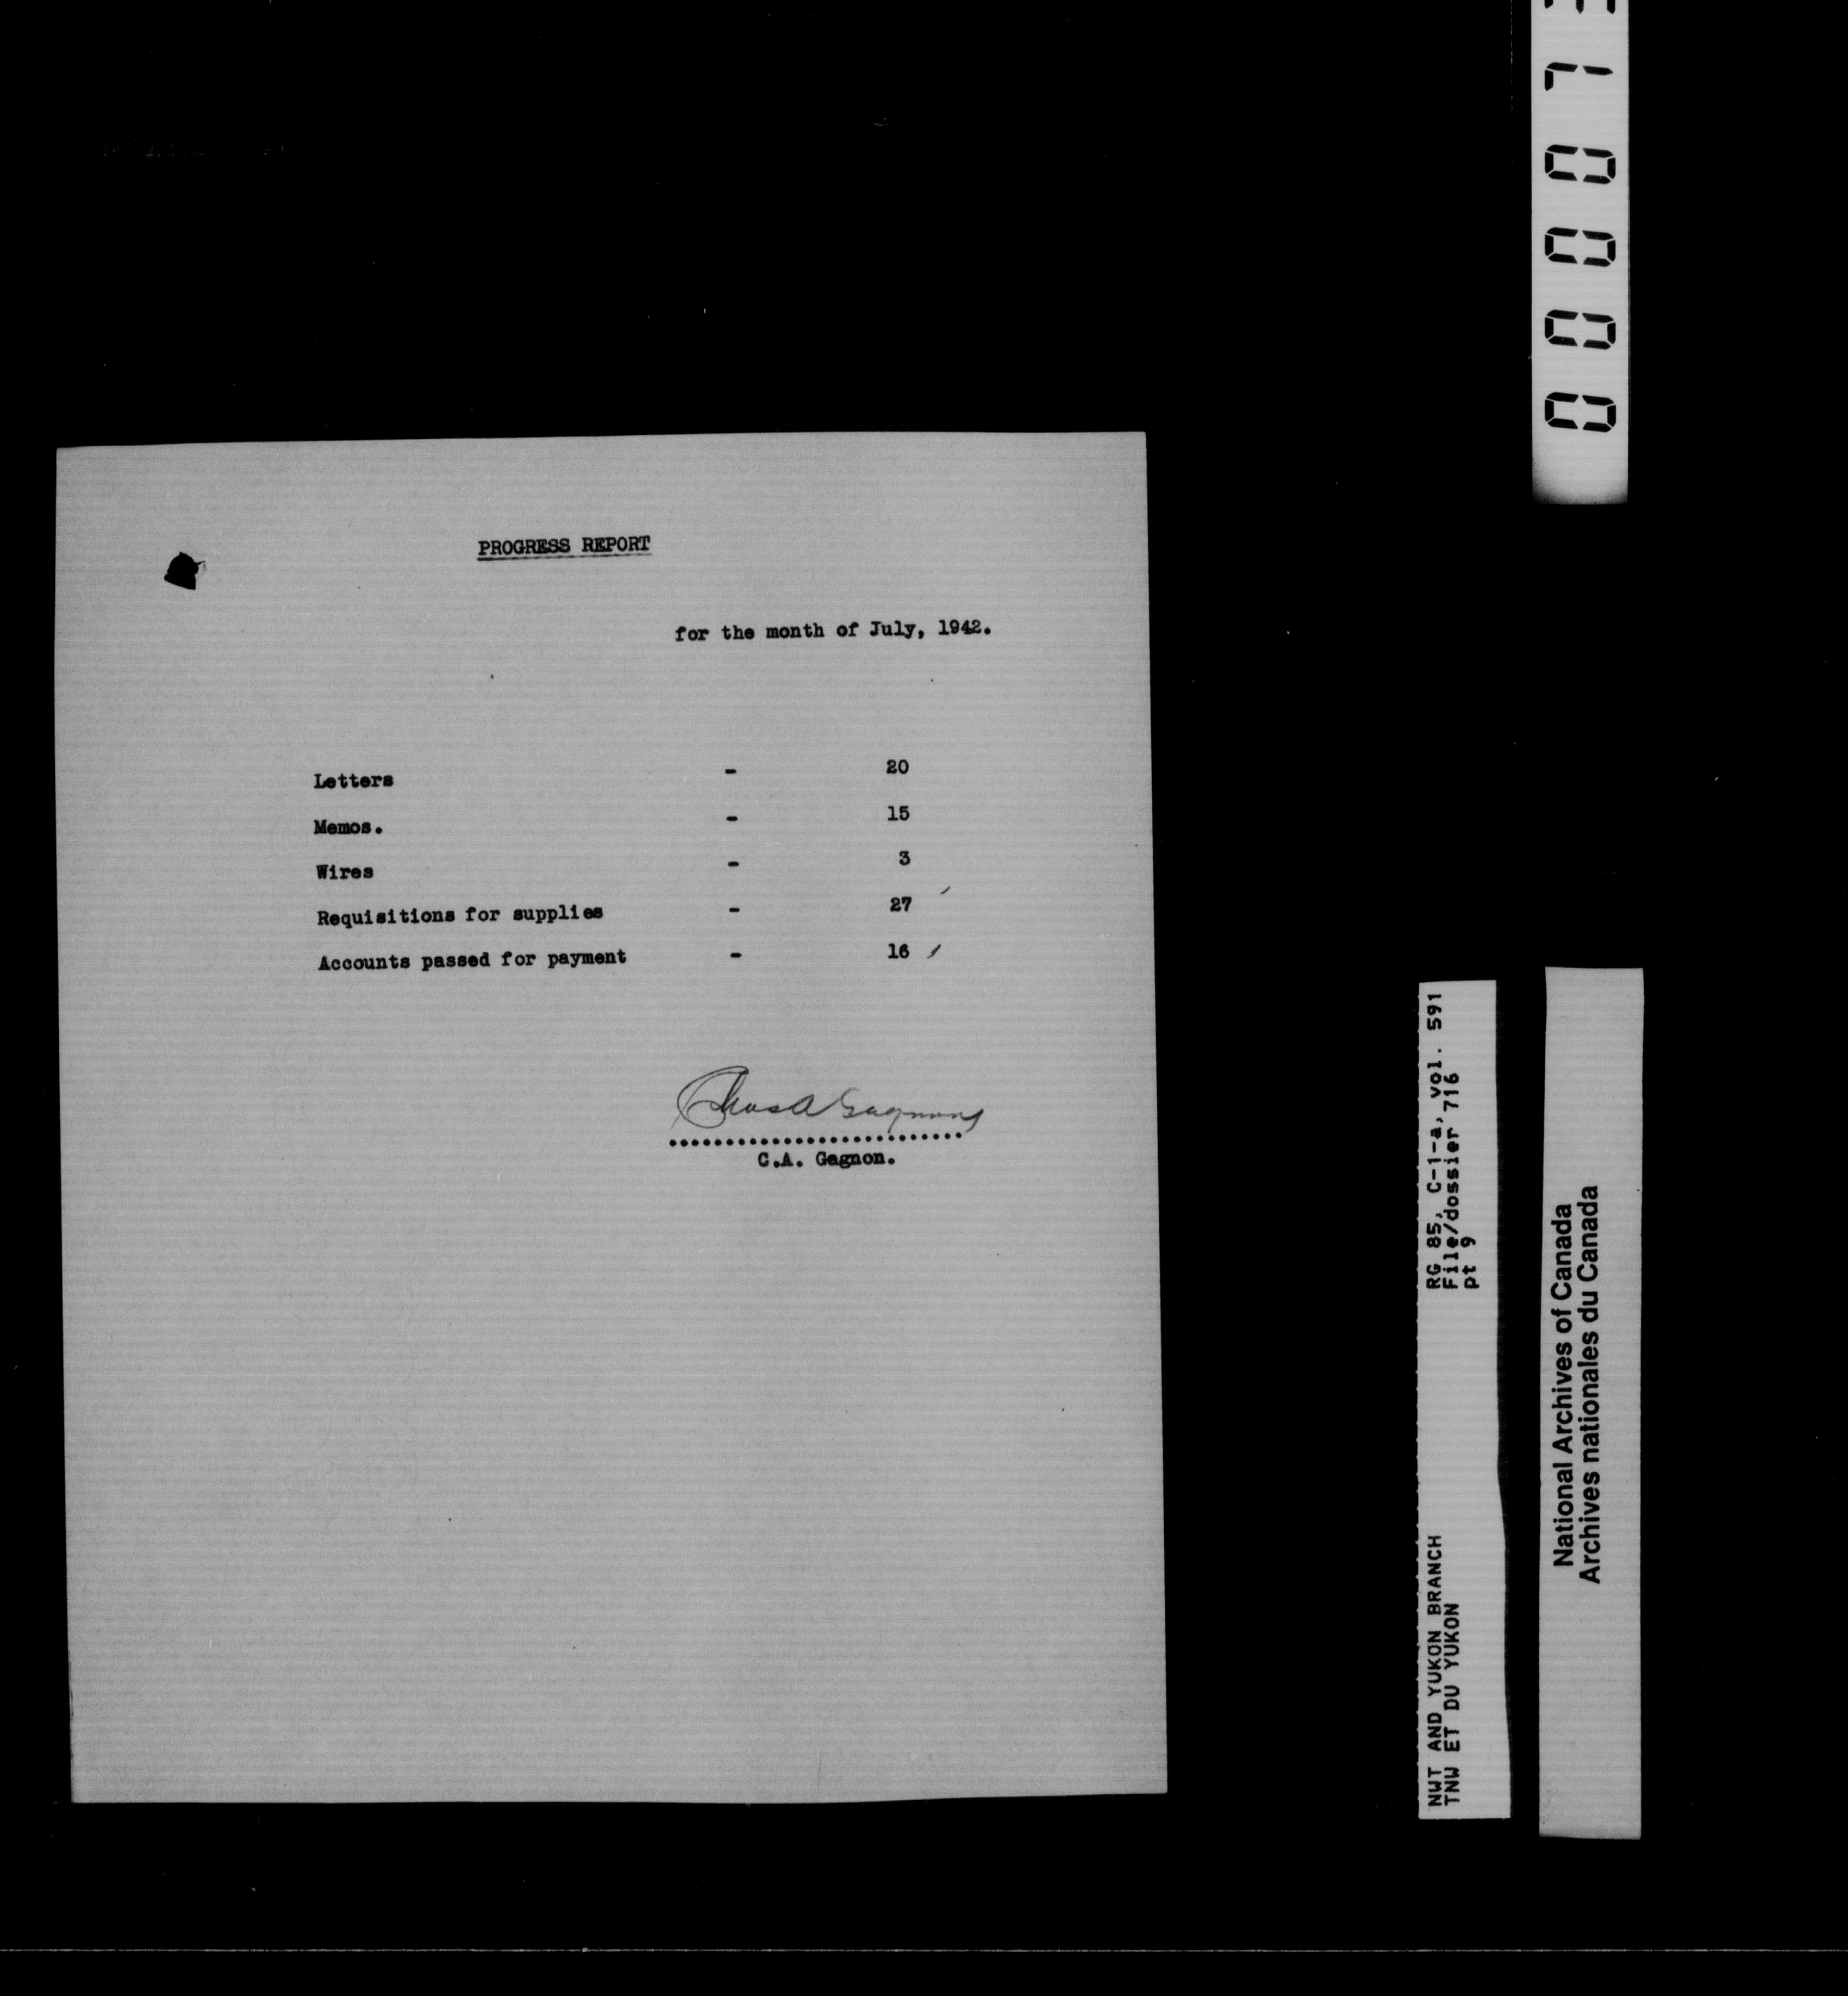 PROGRESS REPORT
for the month of July, 1942.
Letters - 20
Memos. - 15
Wires - 3
Requisitions for supplies - 27
Accounts passed for payment - 16
Chas A Gagnon
C.A. Gagnon.
RG 85, C-1-a, vol. 591
File/dossier 716
pt 9
NWT AND YUKON BRANCH
TNW ET DU YUKON
National Archives of Canada
Archives nationales du Canada